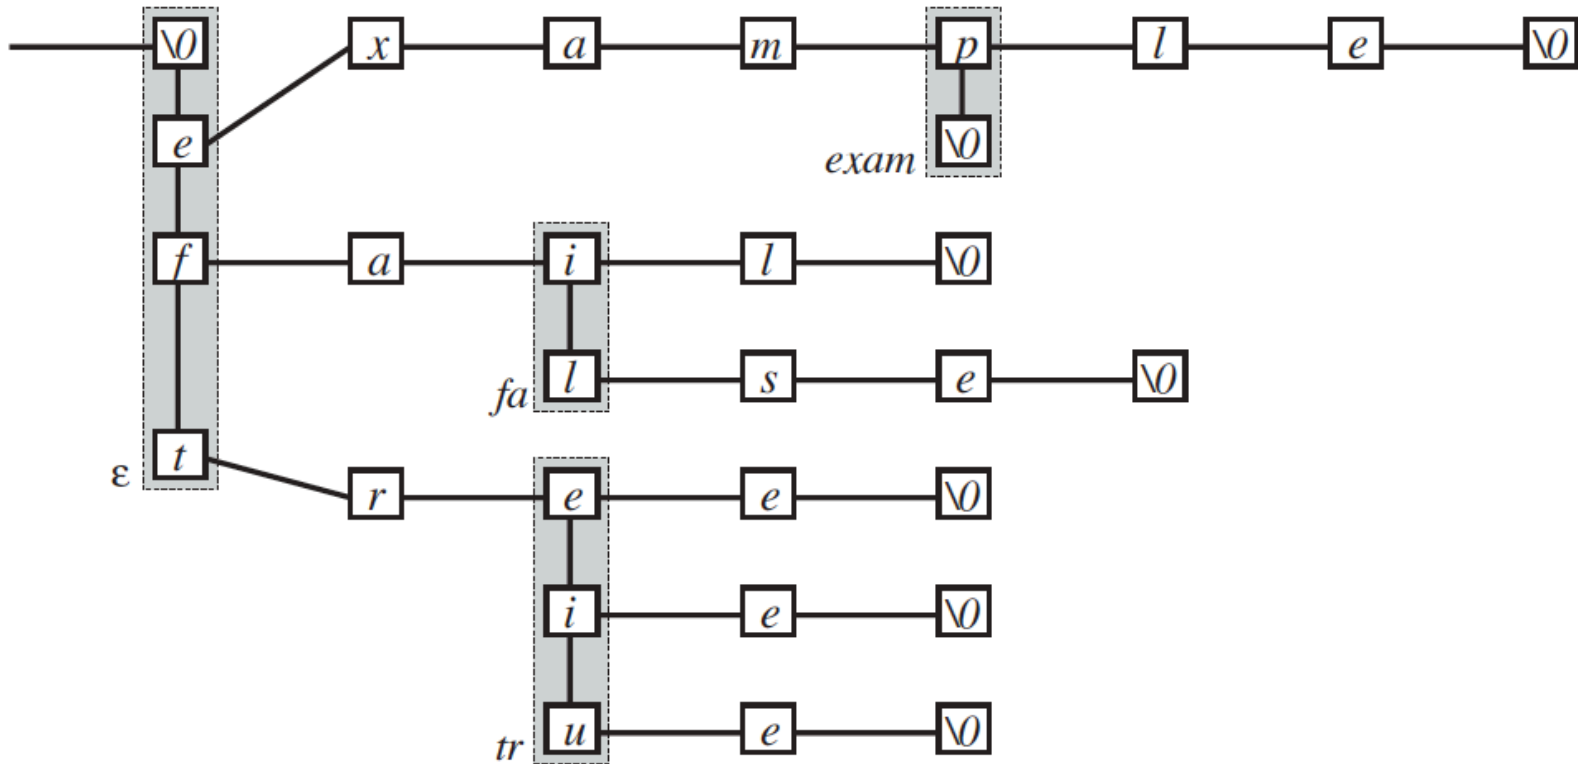 \0 x a m p l e \0
e \0
exam
f a i l \0
l s e \0
fa
t
ε
r e e \0
i e \0
u e \0
tr